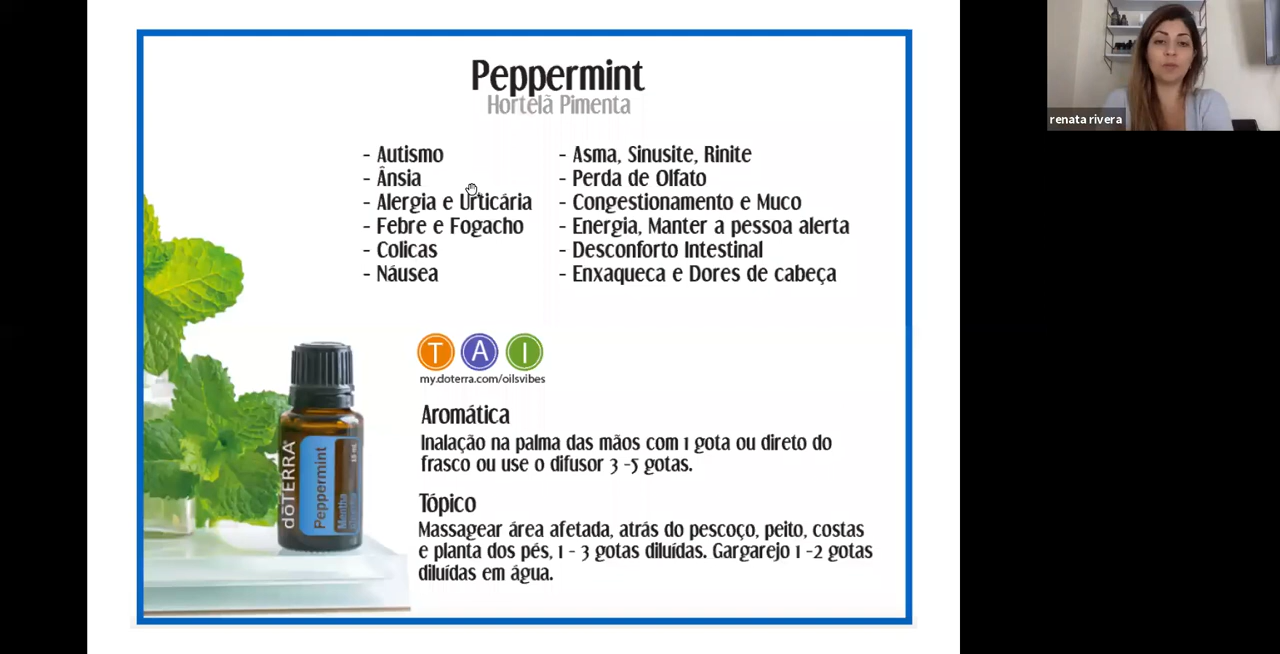 Peppermint
Hortelã Pimenta
- Autismo
- Ânsia
- Alergia e Urticária
- Febre e Fogacho
- Colicas
- Náusea
- Asma, Sinusite, Rinite
- Perda de Olfato
- Congestionamento e Muco
- Energia, Manter a pessoa alerta
- Desconforto Intestinal
- Enxaqueca e Dores de cabeça
T A I
my.doterra.com/oilsvibes
Aromática
Inalação na palma das mãos com 1 gota ou direto do
frasco ou use o difusor 3 -5 gotas.
Tópico
Massagear área afetada, atrás do pescoço, peito, costas
e planta dos pés, 1 - 3 gotas diluídas. Gargarejo 1 -2 gotas
diluídas em água.
dōTERRA
Peppermint
Mentha
15 mL
renata rivera